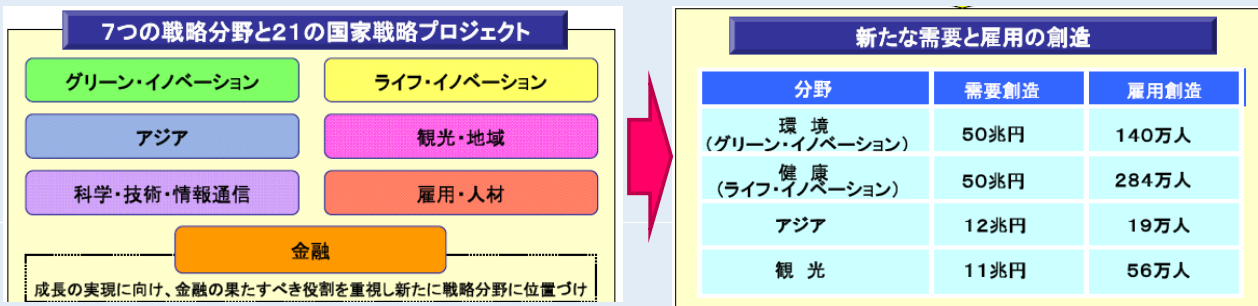 7つの戦略分野と21の国家戦略プロジェクト
グリーン・イノベーション
ライフ・イノベーション
アジア
観光・地域
科学・技術・情報通信
雇用・人材
金融
成長の実現に向け、金融の果たすべき役割を重視し新たに戦略分野に位置づけ
新たな需要と雇用の創造
分野 需要創造 雇用創造
環 境
(グリーン・イノベーション) 50兆円 140万人
健 康
(ライフ・イノベーション) 50兆円 284万人
アジア 12兆円 19万人
観 光 11兆円 56万人